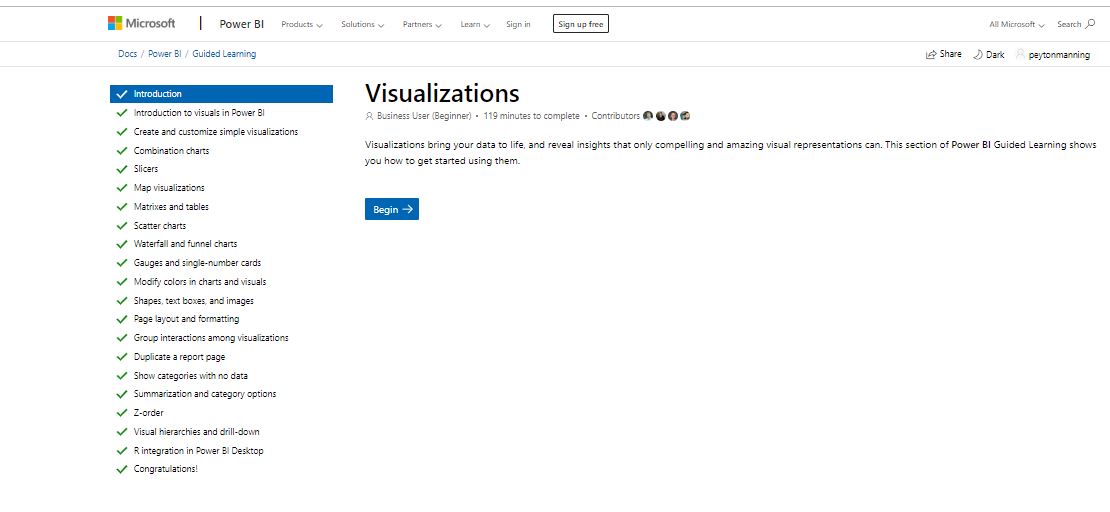 Microsoft | Power BI Products Solutions Partners Learn Sign in Sign up free All Microsoft Search
Docs / Power BI / Guided Learning Share Dark peytonmanning
Introduction
Introduction to visuals in Power BI
Create and customize simple visualizations
Combination charts
Slicers
Map visualizations
Matrixes and tables
Scatter charts
Waterfall and funnel charts
Gauges and single-number cards
Modify colors in charts and visuals
Shapes, text boxes, and images
Page layout and formatting
Group interactions among visualizations
Duplicate a report page
Show categories with no data
Summarization and category options
Z-order
Visual hierarchies and drill-down
R integration in Power BI Desktop
Congratulations!
Visualizations
Business User (Beginner) • 119 minutes to complete • Contributors
Visualizations bring your data to life, and reveal insights that only compelling and amazing visual representations can. This section of Power BI Guided Learning shows
you how to get started using them.
Begin